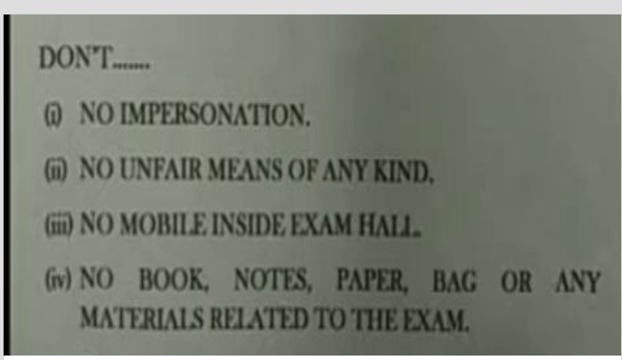 DON'T.......
(i) NO IMPERSONATION.
(ii) NO UNFAIR MEANS OF ANY KIND.
(iii) NO MOBILE INSIDE EXAM HALL.
(iv) NO BOOK, NOTES, PAPER, BAG OR ANY
MATERIALS RELATED TO THE EXAM.